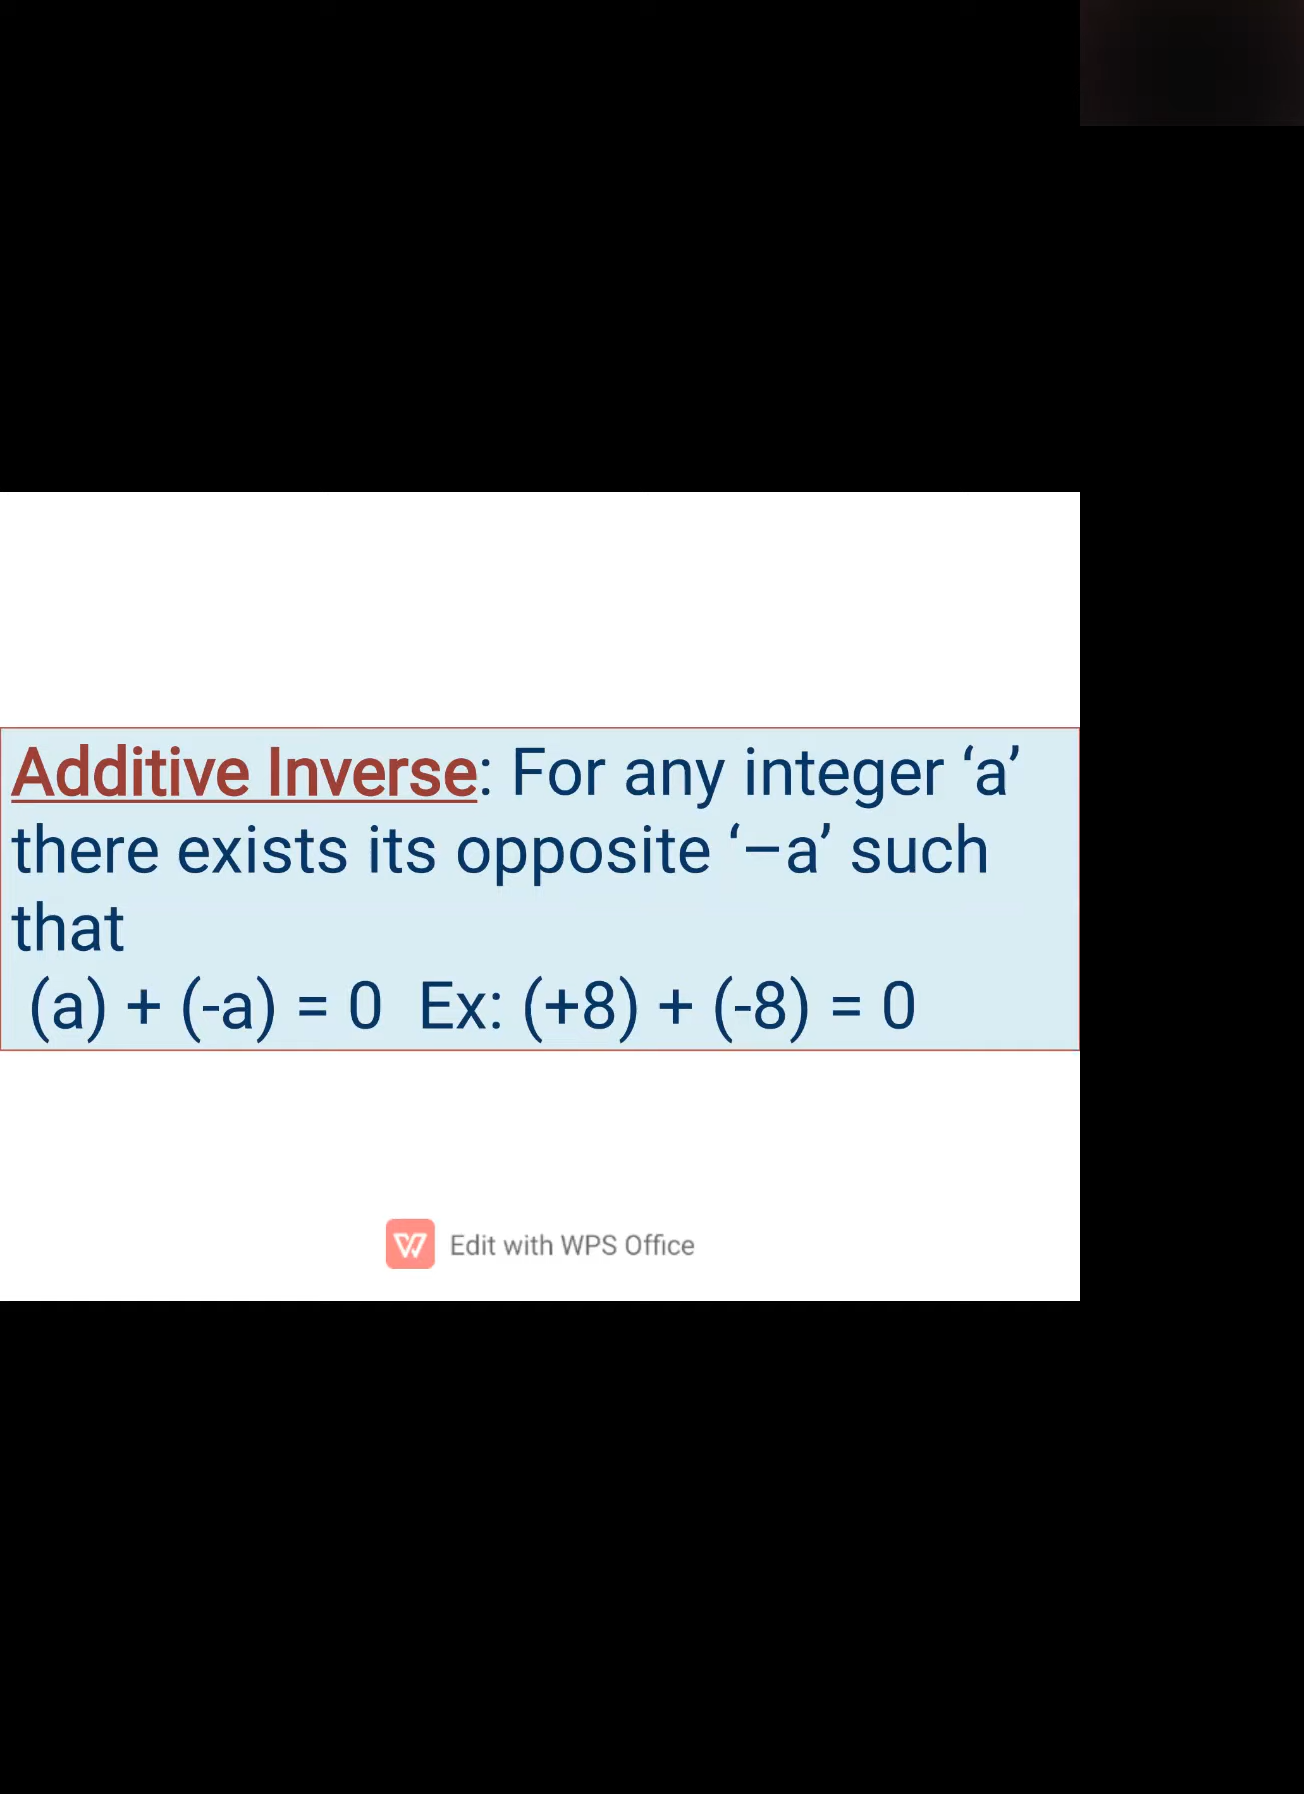 Additive Inverse: For any integer ‘a’
there exists its opposite ‘–a’ such
that
(a) + (-a) = 0 Ex: (+8) + (-8) = 0
Edit with WPS Office